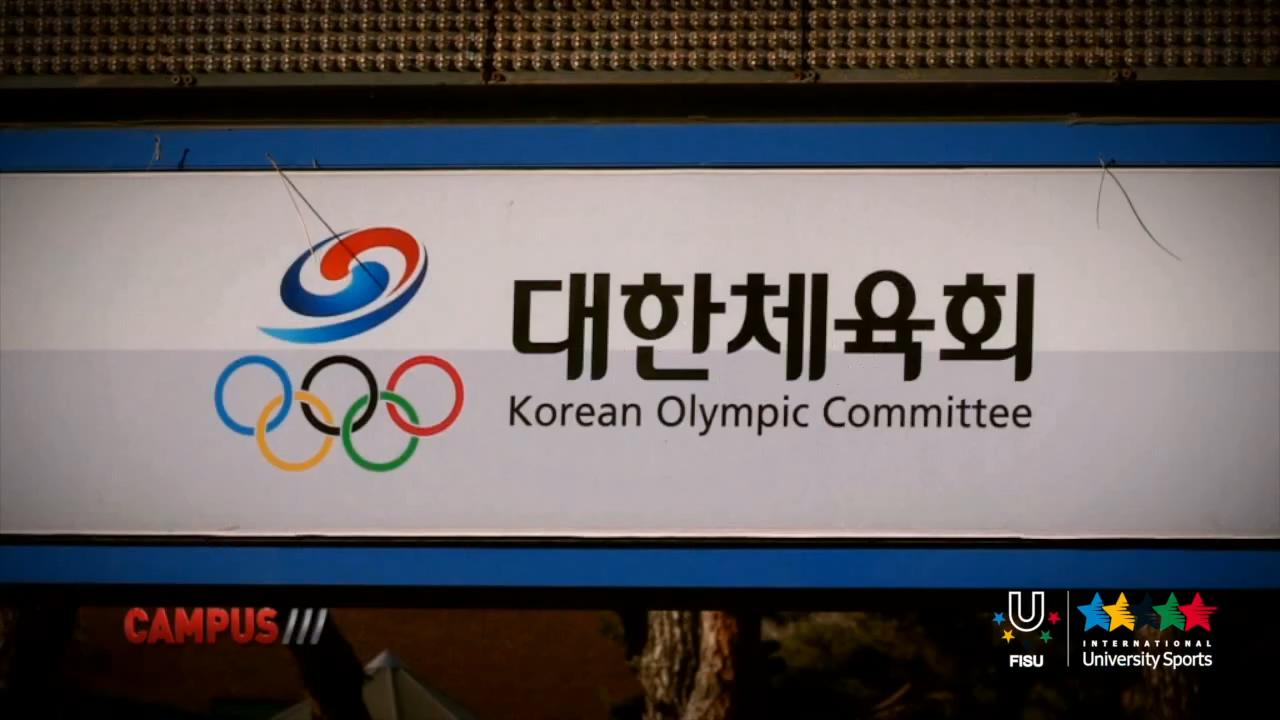 대한체육회
Korean Olympic Committee
CAMPUS
U
FISU
INTERNATIONAL
University Sports